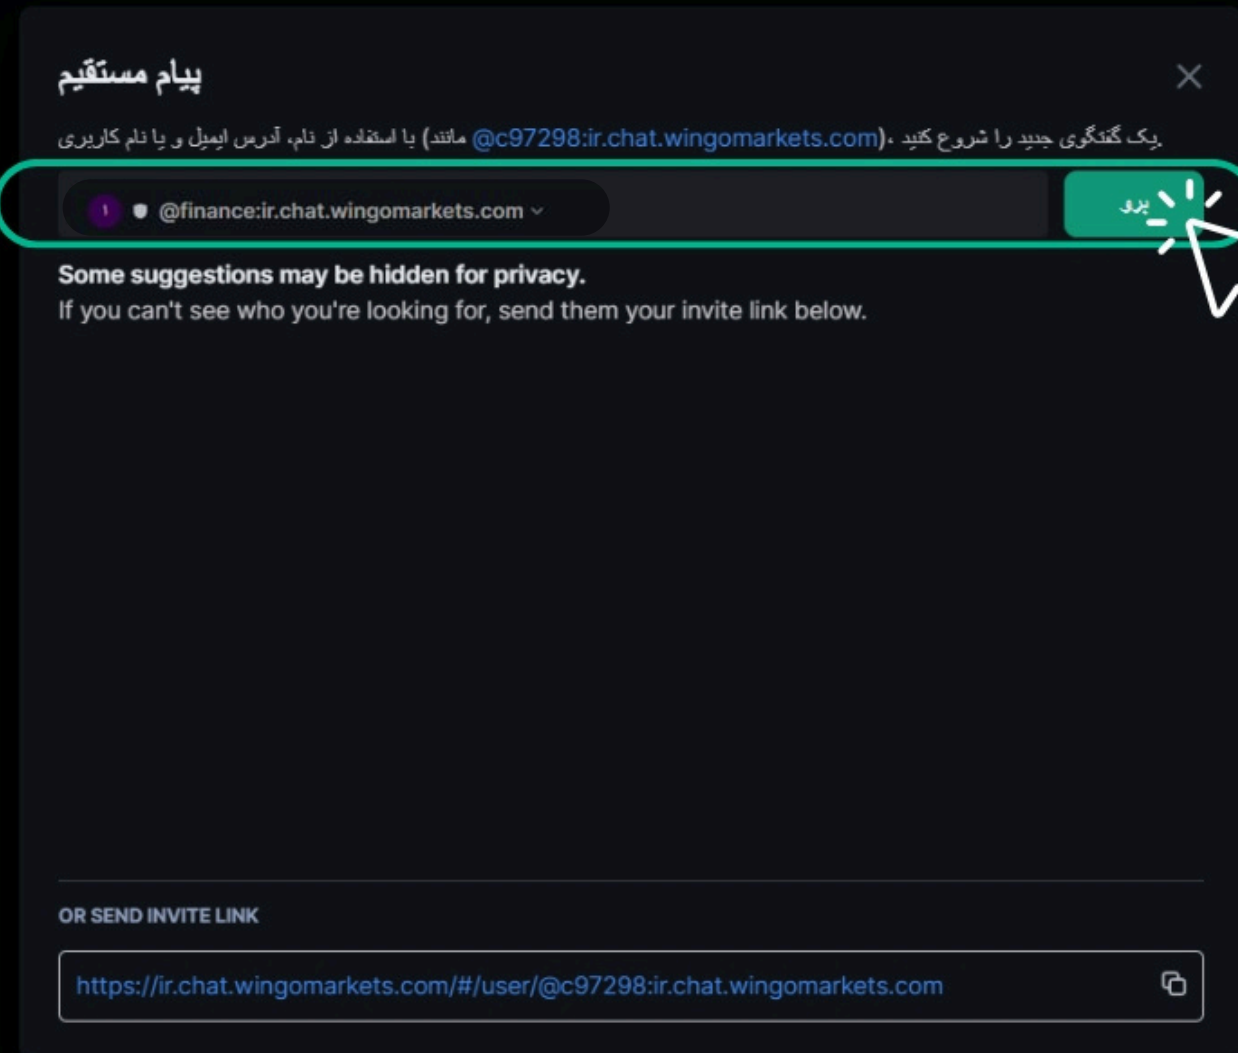 پیام مستقیم
یک گفتگوی جدید را شروع کنید ،(@c97298:ir.chat.wingomarkets.com مانند) با استفاده از نام، آدرس ایمیل و یا نام کاربری.
۱ @finance:ir.chat.wingomarkets.com
برو
Some suggestions may be hidden for privacy.
If you can't see who you're looking for, send them your invite link below.
OR SEND INVITE LINK
https://ir.chat.wingomarkets.com/#/user/@c97298:ir.chat.wingomarkets.com